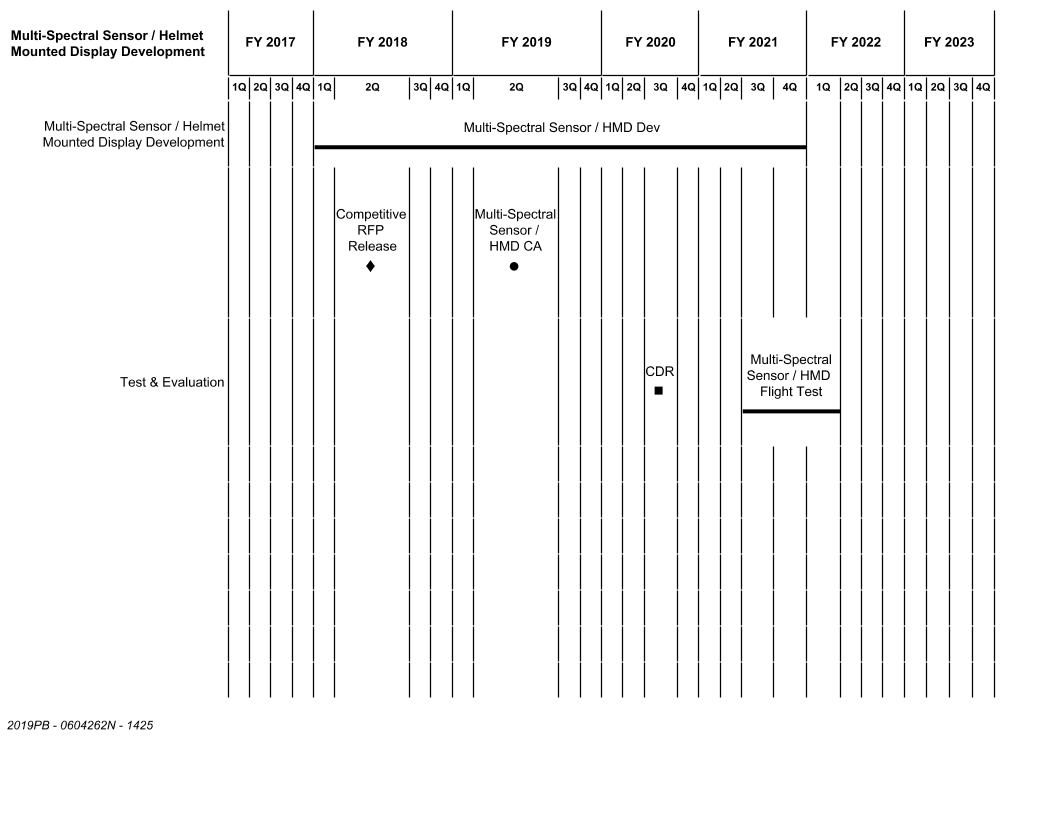 Multi-Spectral Sensor / Helmet
Mounted Display Development
FY 2017 FY 2018 FY 2019 FY 2020 FY 2021 FY 2022 FY 2023
1Q 2Q 3Q 4Q 1Q 2Q 3Q 4Q 1Q 2Q 3Q 4Q 1Q 2Q 3Q 4Q 1Q 2Q 3Q 4Q 1Q 2Q 3Q 4Q 1Q 2Q 3Q 4Q
Multi-Spectral Sensor / Helmet
Mounted Display Development
Multi-Spectral Sensor / HMD Dev
Competitive
RFP
Release
Multi-Spectral
Sensor /
HMD CA
Test & Evaluation
CDR
Multi-Spectral
Sensor / HMD
Flight Test
2019PB - 0604262N - 1425